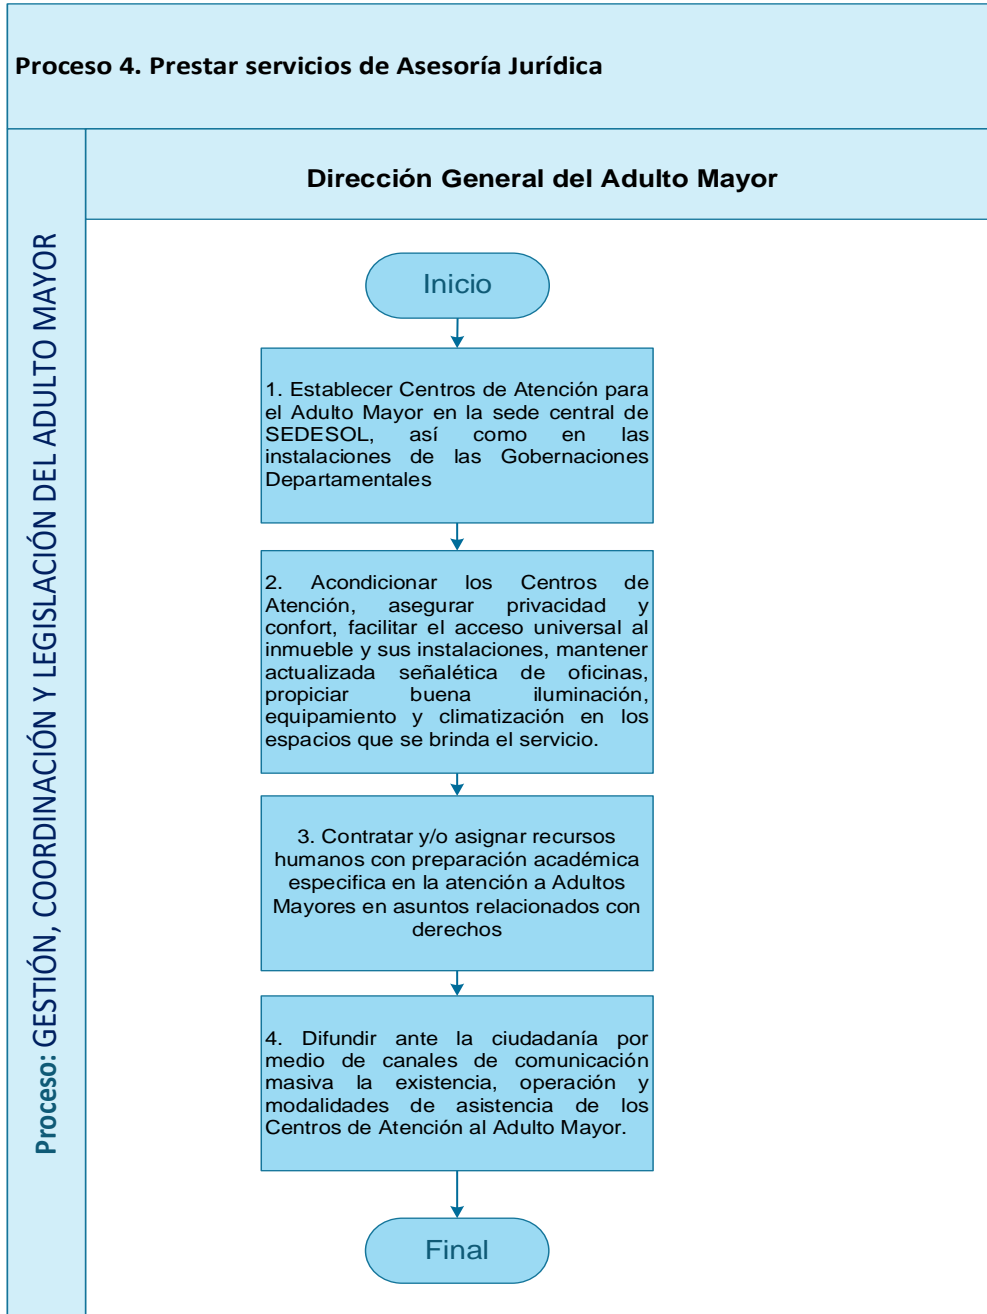 Proceso 4. Prestar servicios de Asesoría Jurídica
Dirección General del Adulto Mayor
Proceso: GESTIÓN, COORDINACIÓN Y LEGISLACIÓN DEL ADULTO MAYOR
Inicio
1. Establecer Centros de Atención para
el Adulto Mayor en la sede central de
SEDESOL, así como en las
instalaciones de las Gobernaciones
Departamentales
2. Acondicionar los Centros de
Atención, asegurar privacidad y
confort, facilitar el acceso universal al
inmueble y sus instalaciones, mantener
actualizada señalética de oficinas,
propiciar buena iluminación,
equipamiento y climatización en los
espacios que se brinda el servicio.
3. Contratar y/o asignar recursos
humanos con preparación académica
especifica en la atención a Adultos
Mayores en asuntos relacionados con
derechos
4. Difundir ante la ciudadanía por
medio de canales de comunicación
masiva la existencia, operación y
modalidades de asistencia de los
Centros de Atención al Adulto Mayor.
Final